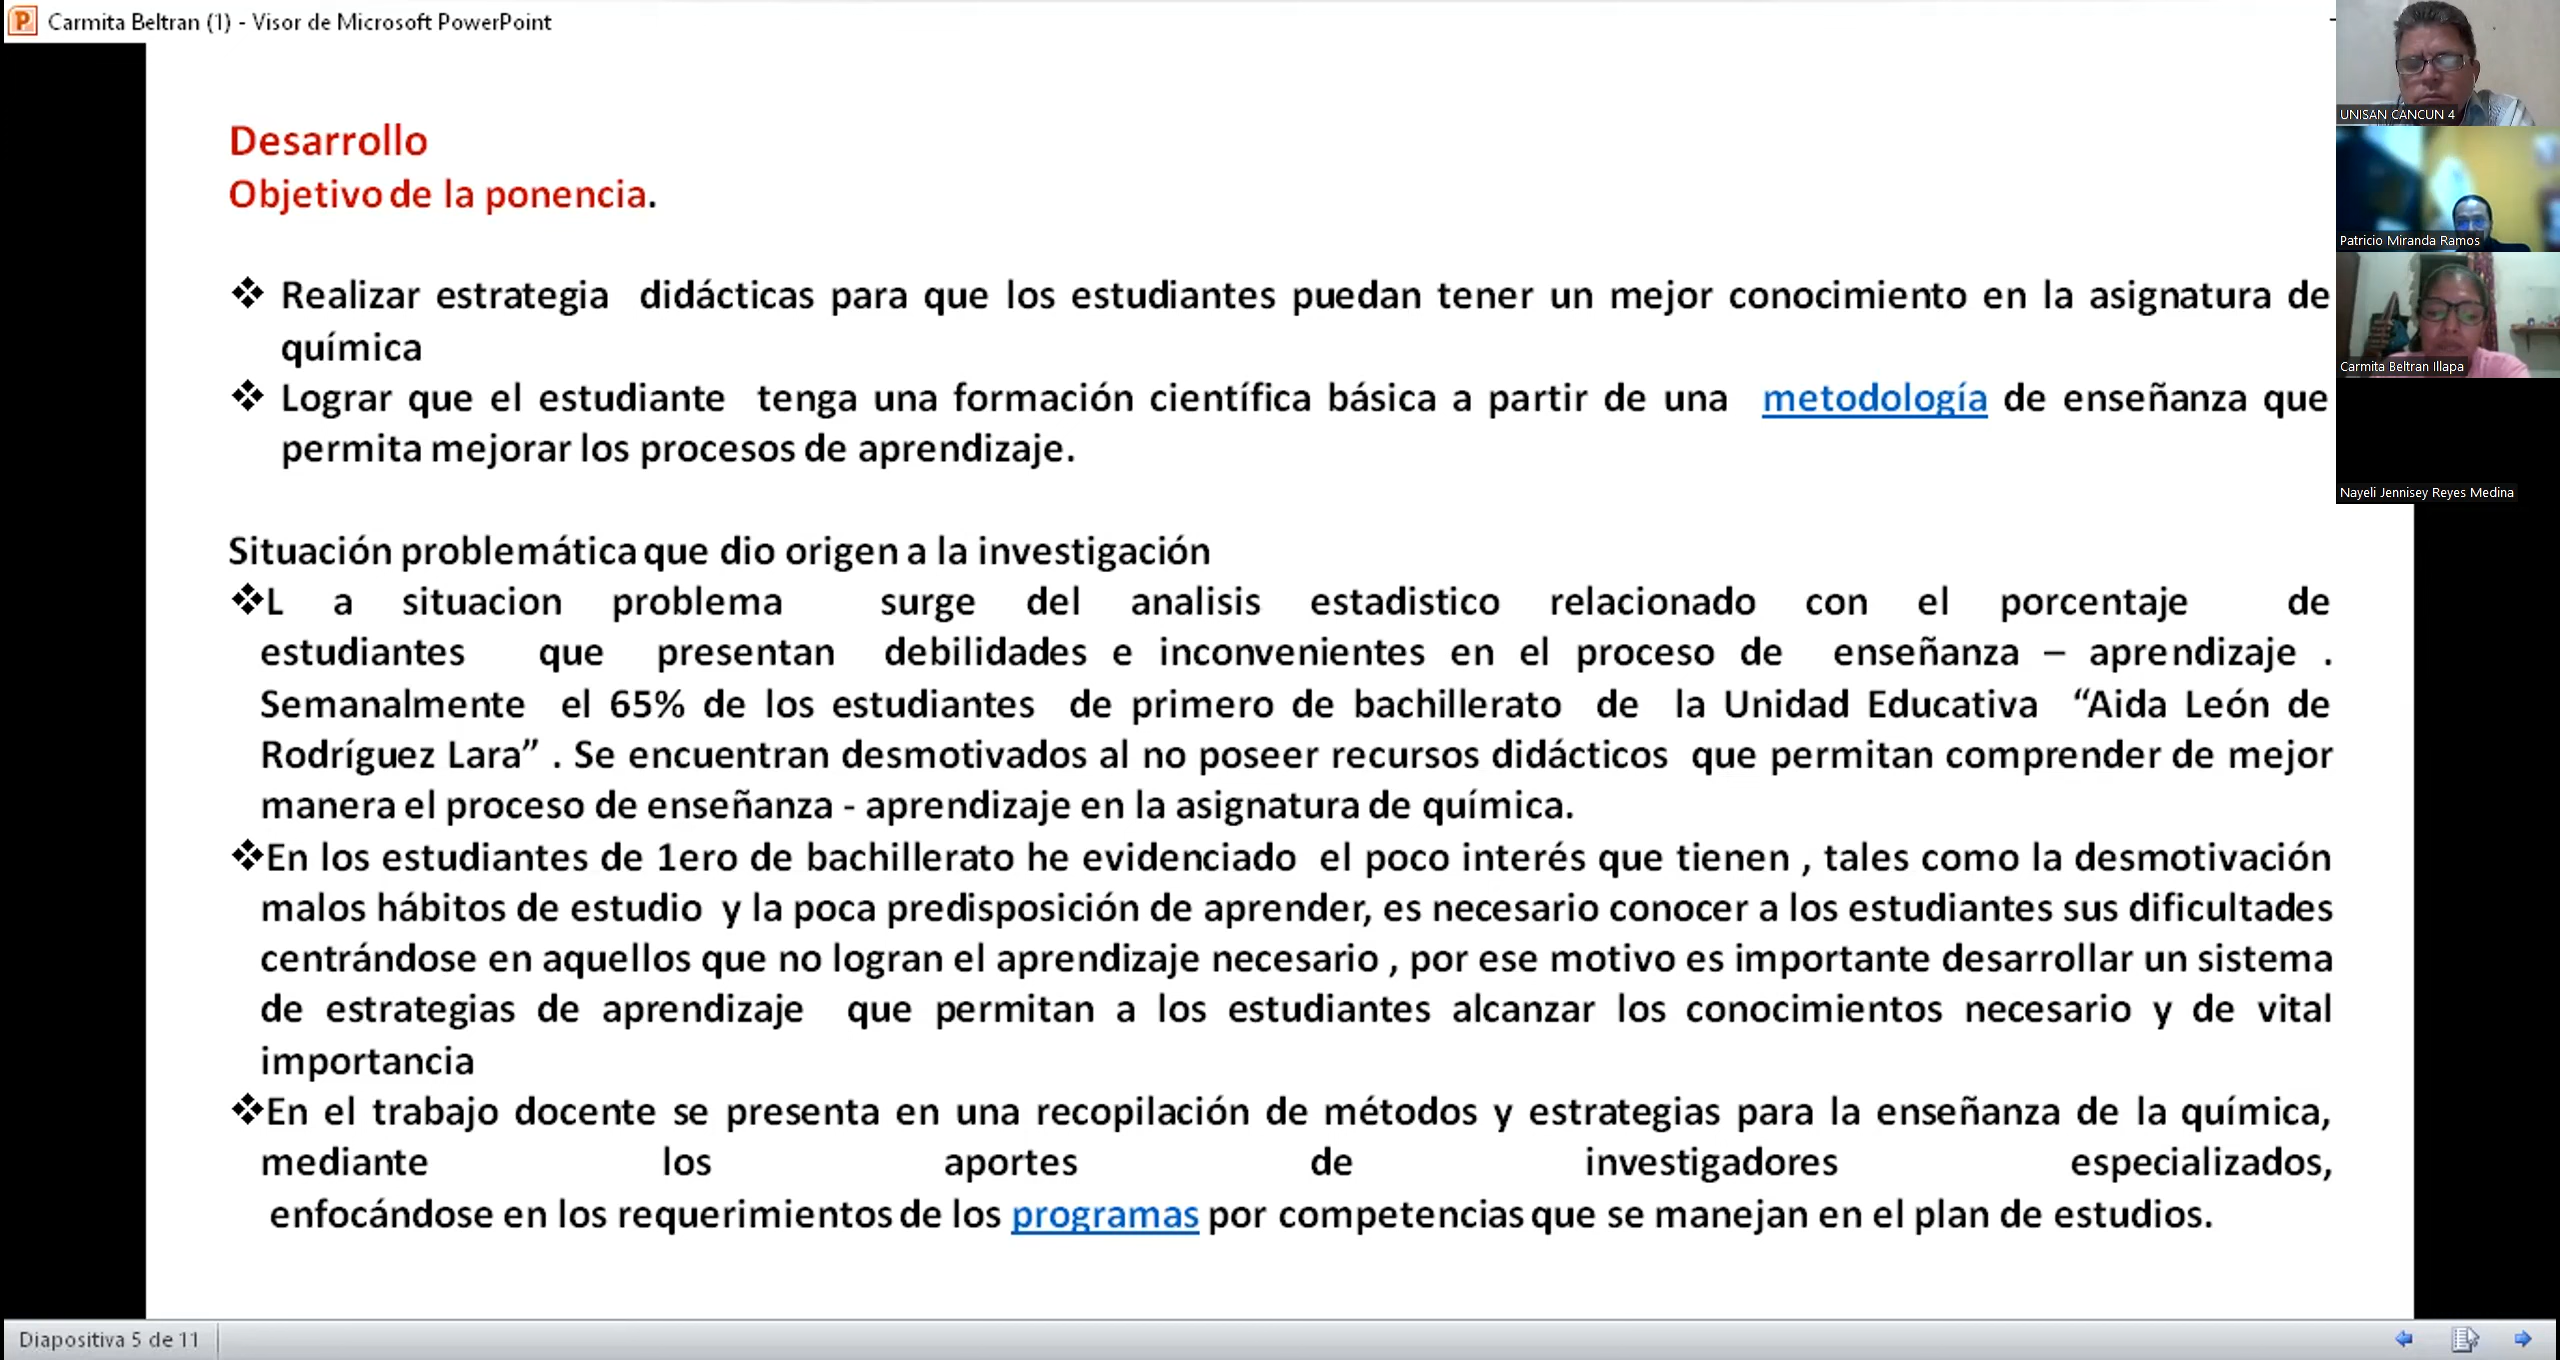 Carmita Beltran (1) - Visor de Microsoft PowerPoint
Desarrollo
Objetivo de la ponencia.
❖ Realizar estrategia didácticas para que los estudiantes puedan tener un mejor conocimiento en la asignatura de
química
❖ Lograr que el estudiante tenga una formación científica básica a partir de una metodología de enseñanza que
permita mejorar los procesos de aprendizaje.
Situación problemática que dio origen a la investigación
❖L a situacion problema surge del analisis estadistico relacionado con el porcentaje de
estudiantes que presentan debilidades e inconvenientes en el proceso de enseñanza – aprendizaje .
Semanalmente el 65% de los estudiantes de primero de bachillerato de la Unidad Educativa “Aida León de
Rodríguez Lara” . Se encuentran desmotivados al no poseer recursos didácticos que permitan comprender de mejor
manera el proceso de enseñanza - aprendizaje en la asignatura de química.
❖En los estudiantes de 1ero de bachillerato he evidenciado el poco interés que tienen , tales como la desmotivación
malos hábitos de estudio y la poca predisposición de aprender, es necesario conocer a los estudiantes sus dificultades
centrándose en aquellos que no logran el aprendizaje necesario , por ese motivo es importante desarrollar un sistema
de estrategias de aprendizaje que permitan a los estudiantes alcanzar los conocimientos necesario y de vital
importancia
❖En el trabajo docente se presenta en una recopilación de métodos y estrategias para la enseñanza de la química,
mediante los aportes de investigadores especializados,
enfocándose en los requerimientos de los programas por competencias que se manejan en el plan de estudios.
Diapositiva 5 de 11
UNISAN CANCUN 4
Patricio Miranda Ramos
Carmita Beltran Illapa
Nayeli Jennisey Reyes Medina